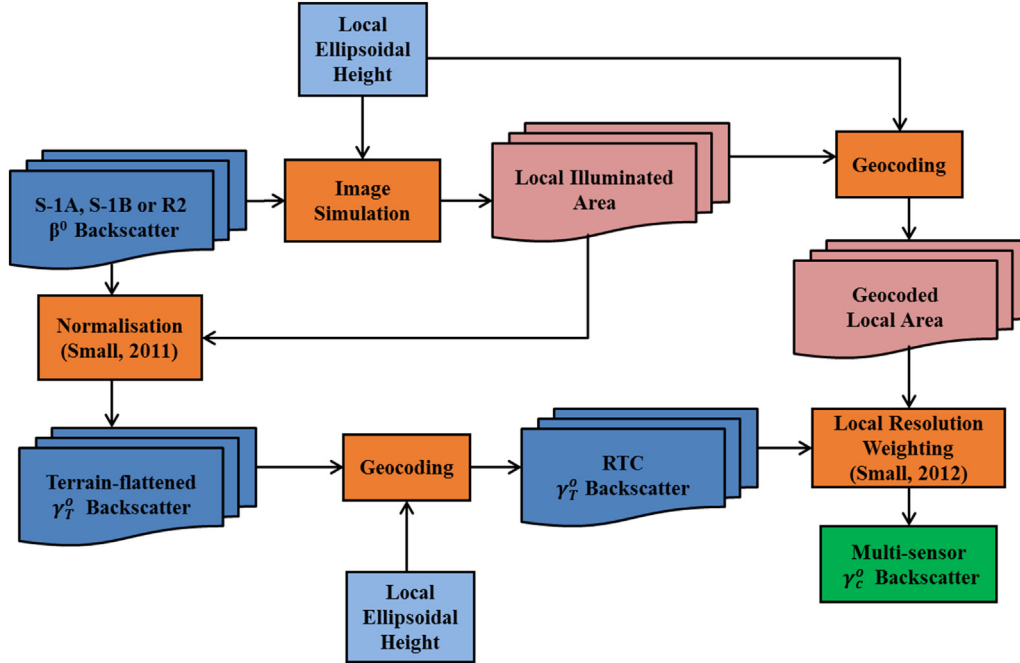 Local
Ellipsoidal
Height
S-1A, S-1B or R2
β⁰ Backscatter
Image
Simulation
Local Illuminated
Area
Geocoding
Normalisation
(Small, 2011)
Geocoded
Local Area
Terrain-flattened
γ_T^o Backscatter
Geocoding
RTC
γ_T^o Backscatter
Local Resolution
Weighting
(Small, 2012)
Local
Ellipsoidal
Height
Multi-sensor
γ_c^o Backscatter